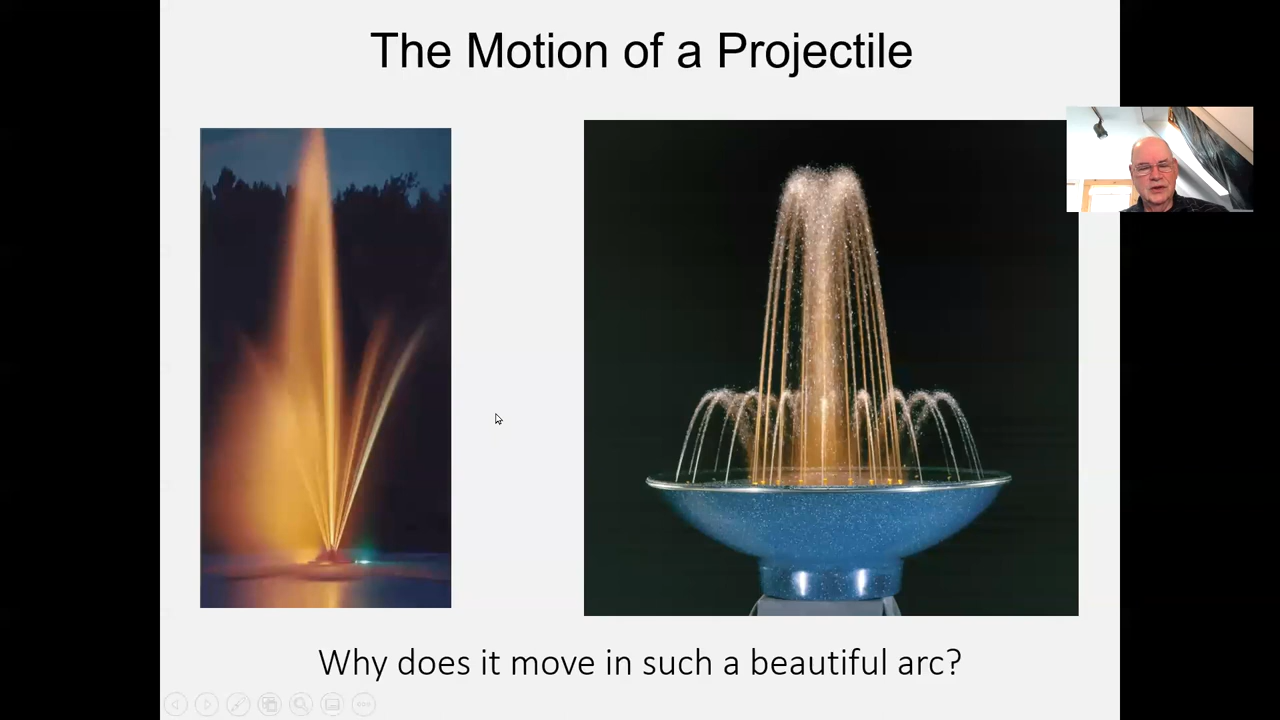 The Motion of a Projectile
Why does it move in such a beautiful arc?